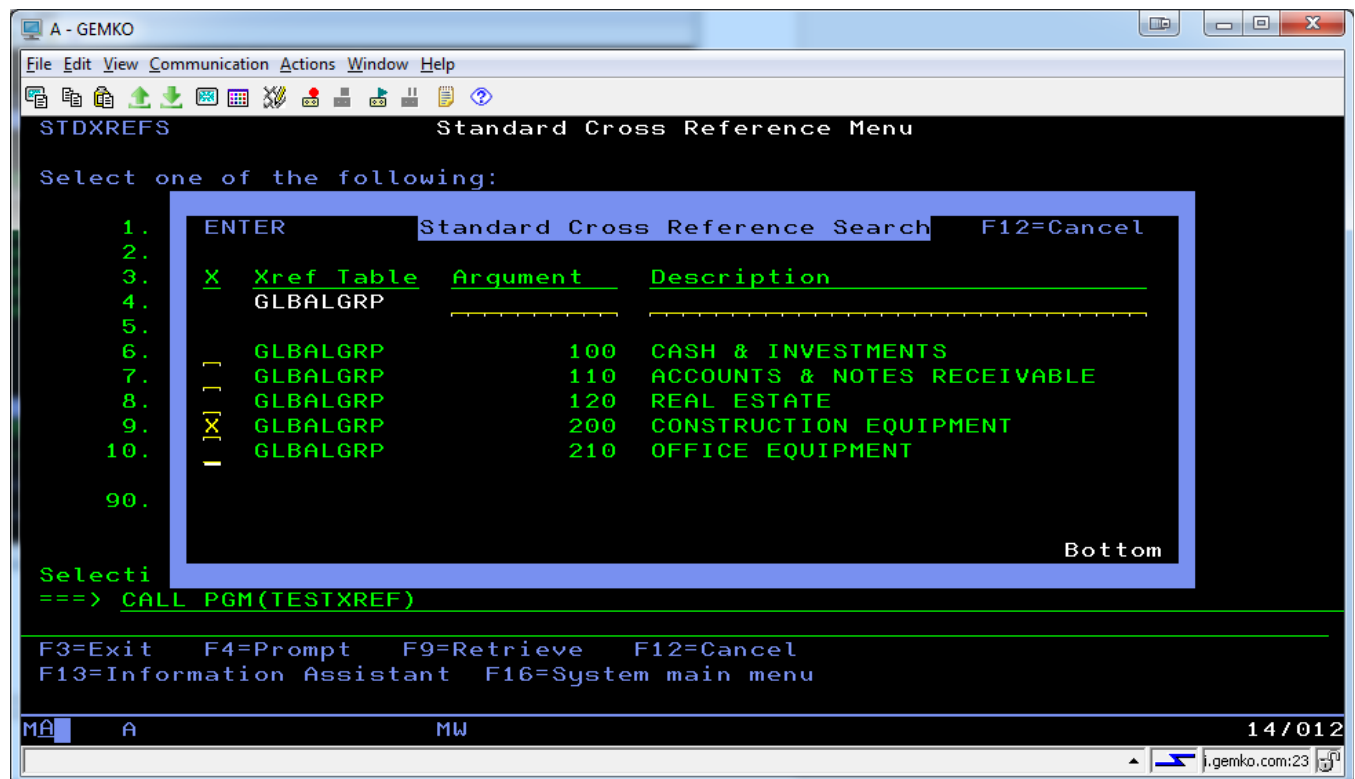 A - GEMKO
File Edit View Communication Actions Window Help
STDXREFS Standard Cross Reference Menu
Select one of the following:
1. ENTER Standard Cross Reference Search F12=Cancel
2.
3. X Xref Table Argument Description
4. GLBALGRP
5.
6. GLBALGRP 100 CASH & INVESTMENTS
7. GLBALGRP 110 ACCOUNTS & NOTES RECEIVABLE
8. GLBALGRP 120 REAL ESTATE
9. X GLBALGRP 200 CONSTRUCTION EQUIPMENT
10. GLBALGRP 210 OFFICE EQUIPMENT
90.
Bottom
Selecti
===> CALL PGM(TESTXREF)
F3=Exit F4=Prompt F9=Retrieve F12=Cancel
F13=Information Assistant F16=System main menu
MA A MW 14/012
i.gemko.com:23